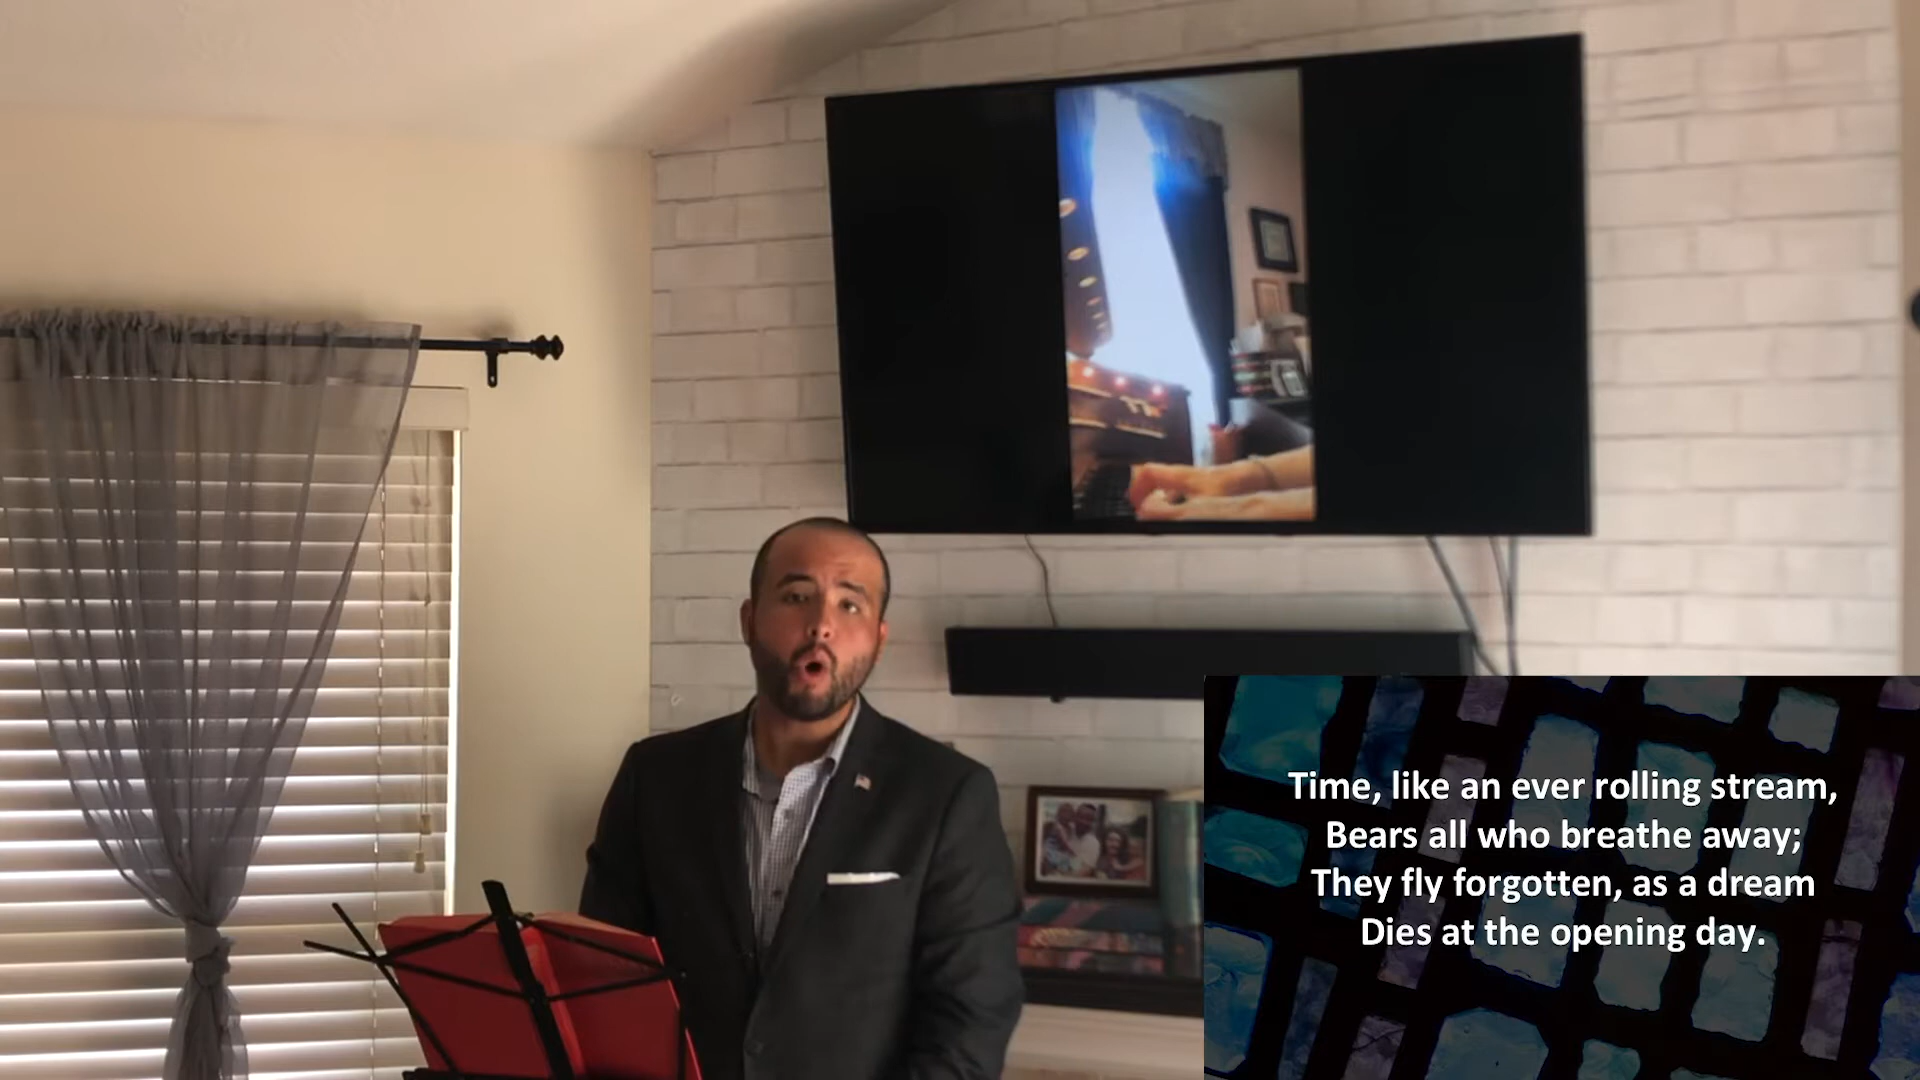 Time, like an ever rolling stream,
Bears all who breathe away;
They fly forgotten, as a dream
Dies at the opening day.